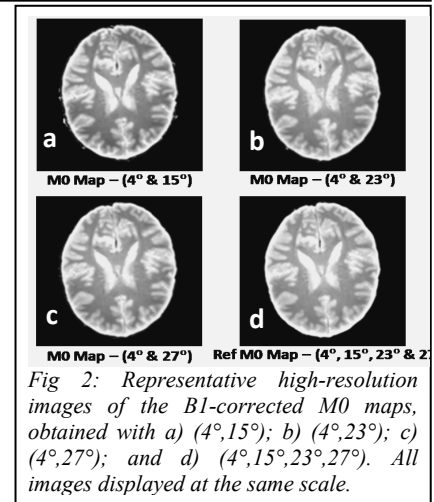 a
b
M0 Map – (4° & 15°)
M0 Map – (4° & 23°)
c
d
M0 Map – (4° & 27°)
Ref M0 Map – (4°, 15°, 23° & 2
Fig 2: Representative high-resolution
images of the B1-corrected M0 maps,
obtained with a) (4°,15°); b) (4°,23°); c)
(4°,27°); and d) (4°,15°,23°,27°). All
images displayed at the same scale.